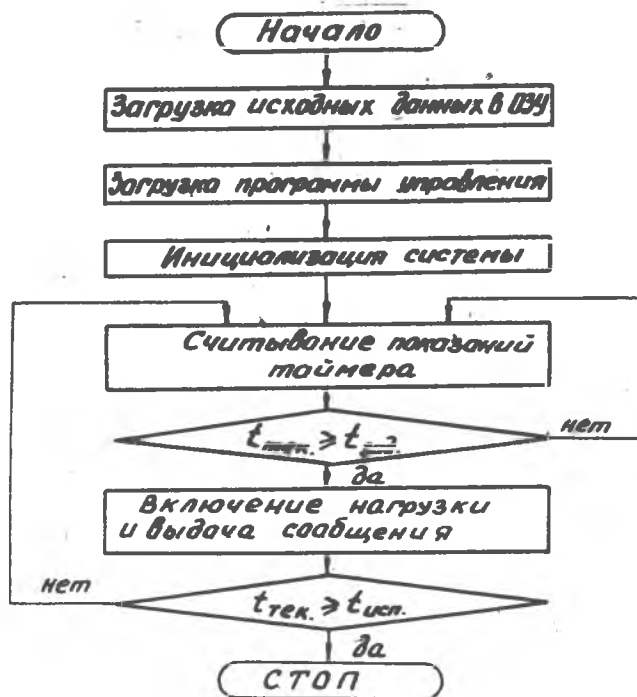 Начало
Загрузка исходных данных в ОЗУ
Загрузка программы управления
Инициализация системы
Считывание показаний
таймера
t ≥ t
нет
да
Включение нагрузки
и выдача сообщения
нет
tтек. ≥ tисп.
да
СТОП